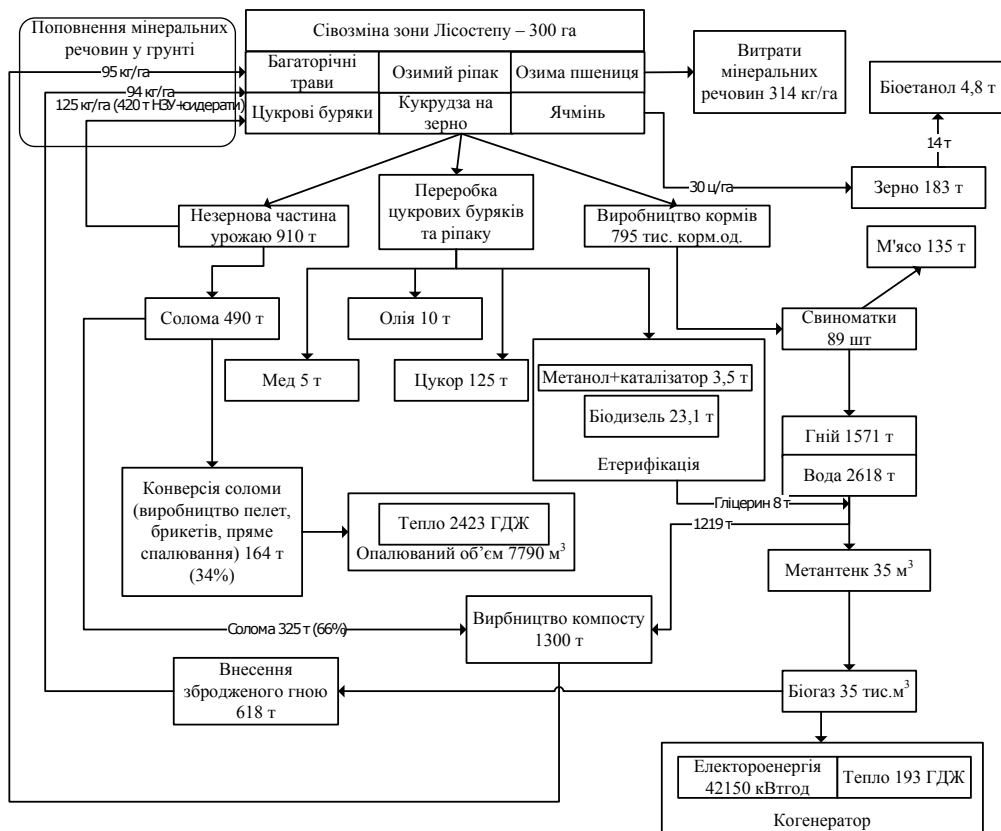 Поповнення мінеральних
речовин у грунті
95 кг/га
94 кг/га
125 кг/га (420 т НЗУ+сидерати)
Сівозміна зони Лісостепу – 300 га
Багаторічні
трави
Озимий ріпак
Озима пшениця
Цукрові буряки
Кукрудза на
зерно
Ячмінь
Витрати
мінеральних
речовин 314 кг/га
Біоетанол 4,8 т
14 т
30 ц/га
Зерно 183 т
Незернова частина
урожаю 910 т
Переробка
цукрових буряків
та ріпаку
Виробництво кормів
795 тис. корм.од.
М'ясо 135 т
Солома 490 т
Олія 10 т
Свиноматки
89 шт
Мед 5 т
Цукор 125 т
Метанол+каталізатор 3,5 т
Біодизель 23,1 т
Етерифікація
Гній 1571 т
Вода 2618 т
Гліцерин 8 т
1219 т
Конверсія соломи
(виробництво пелет,
брикетів, пряме
спалювання) 164 т
(34%)
Тепло 2423 ГДЖ
Опалюваний об’єм 7790 м³
Метантенк 35 м³
Солома 325 т (66%)
Вирбництво компосту
1300 т
Внесення
збродженого гною
618 т
Біогаз 35 тис.м³
Електороенергія
42150 кВтгод
Тепло 193 ГДЖ
Когенератор